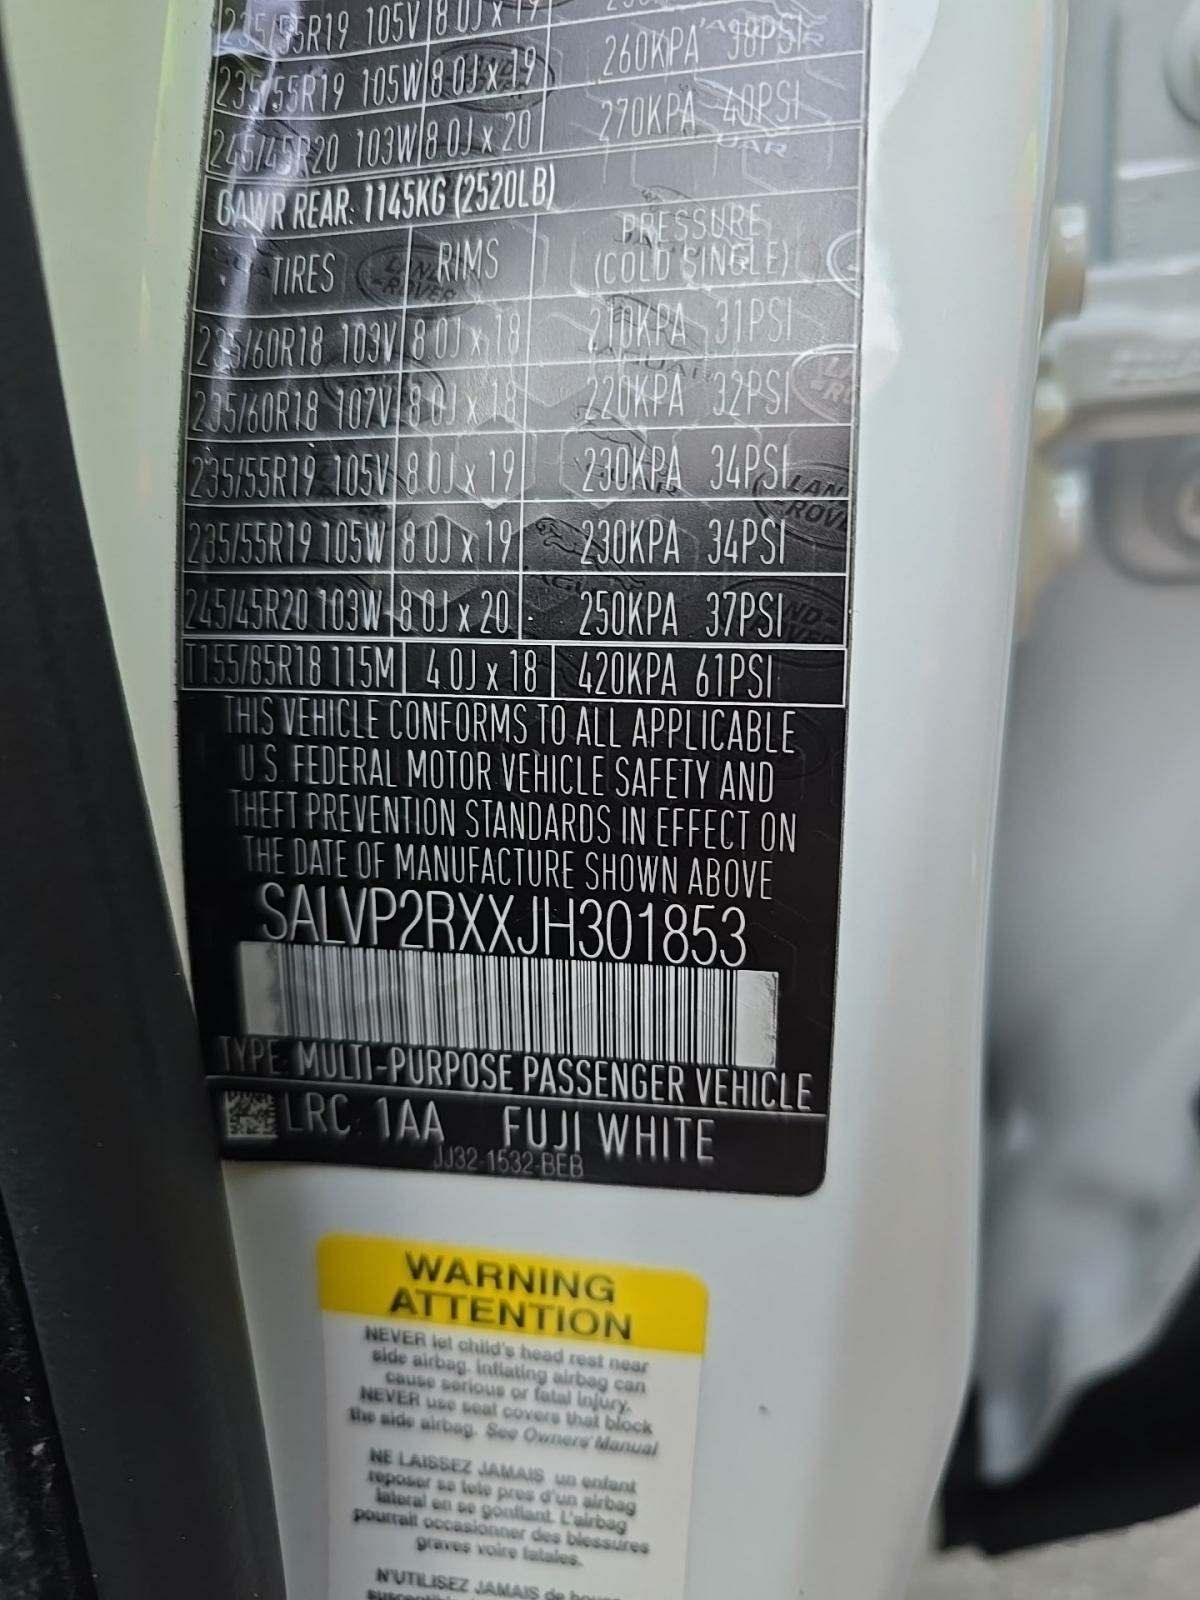 235/55R19 105V 8.0J x 19
235/55R19 105W 8.0J x 19 260KPA 38PSI
245/45R20 103W 8.0J x 20 270KPA 40PSI
GAWR REAR: 1145KG (2520LB)
TIRES RIMS PRESSURE
(COLD SINGLE)
235/60R18 103V 8.0J x 18 210KPA 31PSI
235/60R18 107V 8.0J x 18 220KPA 32PSI
235/55R19 105V 8.0J x 19 230KPA 34PSI
235/55R19 105W 8.0J x 19 230KPA 34PSI
245/45R20 103W 8.0J x 20 250KPA 37PSI
T155/85R18 115M 4.0J x 18 420KPA 61PSI
THIS VEHICLE CONFORMS TO ALL APPLICABLE
U.S. FEDERAL MOTOR VEHICLE SAFETY AND
THEFT PREVENTION STANDARDS IN EFFECT ON
THE DATE OF MANUFACTURE SHOWN ABOVE
SALVP2RXXJH301853
TYPE: MULTI-PURPOSE PASSENGER VEHICLE
LRC: 1AA FUJI WHITE
JJ32-1532-BEB
WARNING
ATTENTION
NEVER let child's head rest near
side airbag. Inflating airbag can
cause serious or fatal injury.
NEVER use seat covers that block
the side airbag. See Owners' Manual
NE LAISSEZ JAMAIS un enfant
reposer sa tete pres d'un airbag
lateral en se gonflant. L'airbag
pourrait occasionner des blessures
graves voire fatales.
N'UTILISEZ JAMAIS de